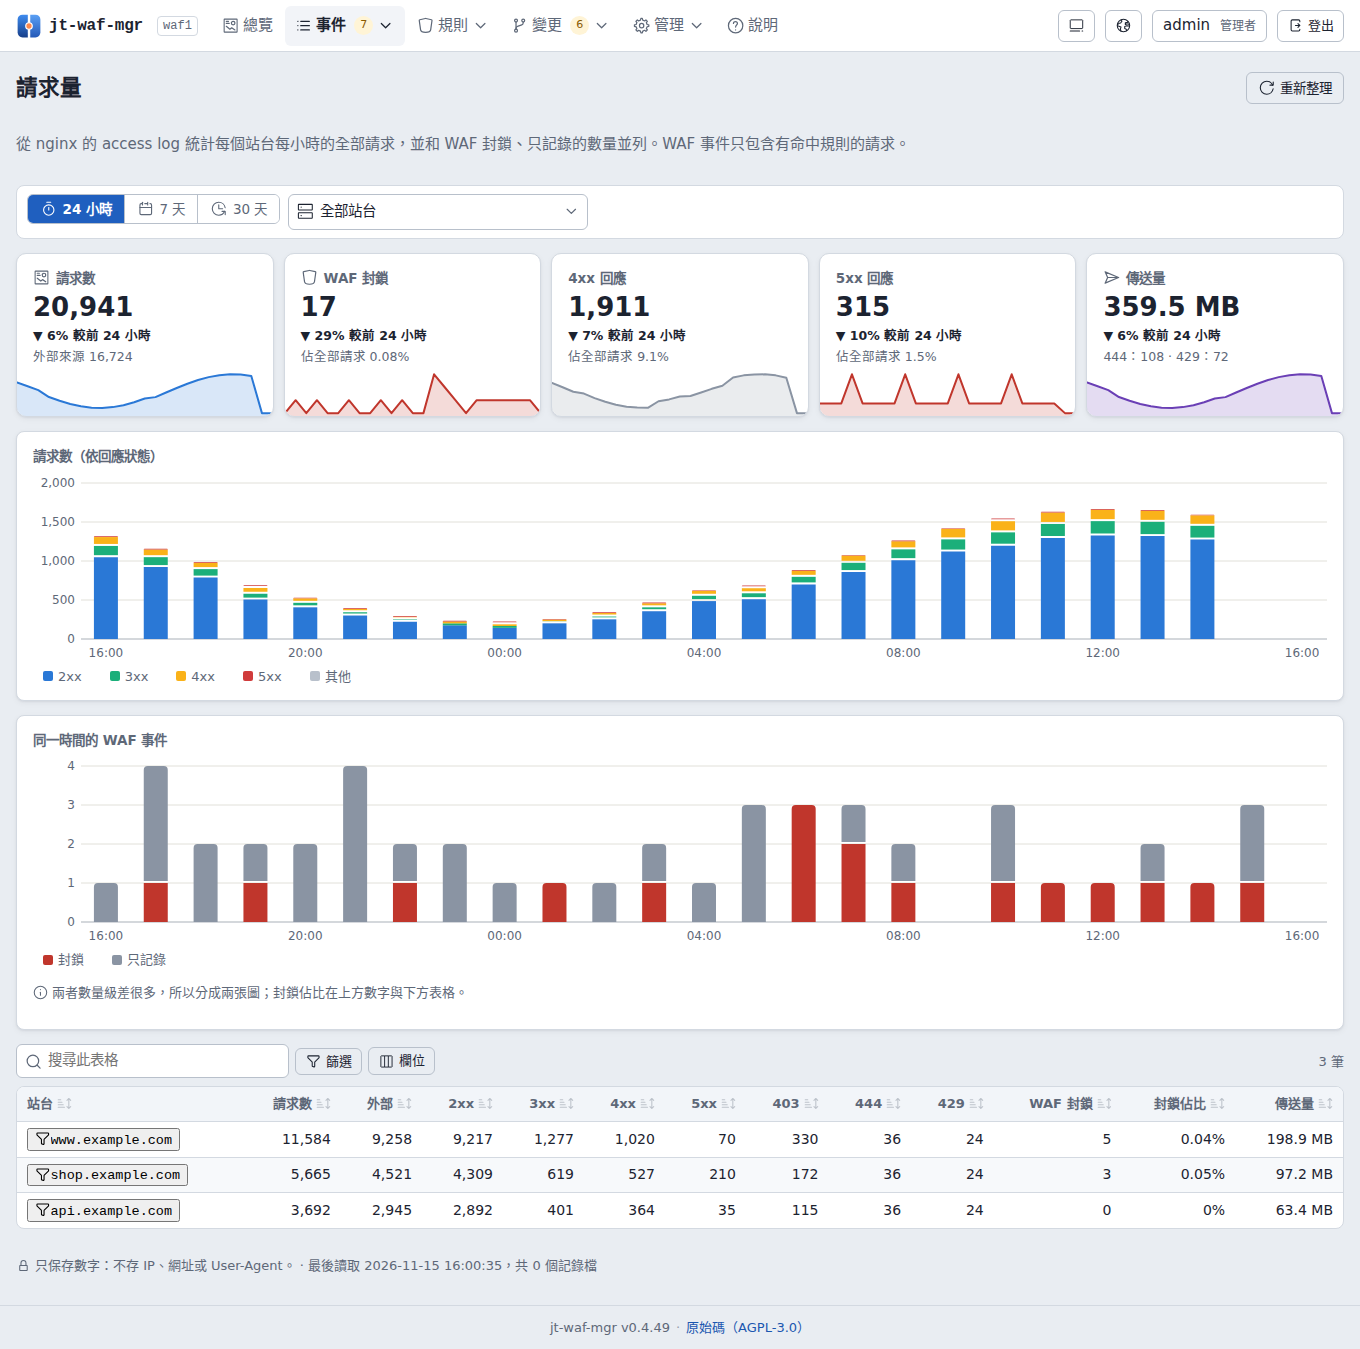 jt-waf-mgr waf1 總覽 事件 7 規則 變更 6 管理 說明 admin 管理者 登出
請求量 重新整理
從 nginx 的 access log 統計每個站台每小時的全部請求，並和 WAF 封鎖、只記錄的數量並列。WAF 事件只包含有命中規則的請求。
24 小時 7 天 30 天 全部站台
請求數 WAF 封鎖 4xx 回應 5xx 回應 傳送量
20,941 17 1,911 315 359.5 MB
▼ 6% 較前 24 小時 ▼ 29% 較前 24 小時 ▼ 7% 較前 24 小時 ▼ 10% 較前 24 小時 ▼ 6% 較前 24 小時
外部來源 16,724 佔全部請求 0.08% 佔全部請求 9.1% 佔全部請求 1.5% 444：108 · 429：72
請求數（依回應狀態）
2,000
1,500
1,000
500
0
16:00 20:00 00:00 04:00 08:00 12:00 16:00
2xx 3xx 4xx 5xx 其他
同一時間的 WAF 事件
4
3
2
1
0
16:00 20:00 00:00 04:00 08:00 12:00 16:00
封鎖 只記錄
兩者數量級差很多，所以分成兩張圖；封鎖佔比在上方數字與下方表格。
搜尋此表格 篩選 欄位 3 筆
站台 請求數 外部 2xx 3xx 4xx 5xx 403 444 429 WAF 封鎖 封鎖佔比 傳送量
www.example.com 11,584 9,258 9,217 1,277 1,020 70 330 36 24 5 0.04% 198.9 MB
shop.example.com 5,665 4,521 4,309 619 527 210 172 36 24 3 0.05% 97.2 MB
api.example.com 3,692 2,945 2,892 401 364 35 115 36 24 0 0% 63.4 MB
只保存數字：不存 IP、網址或 User-Agent。 · 最後讀取 2026-11-15 16:00:35，共 0 個記錄檔
jt-waf-mgr v0.4.49 · 原始碼（AGPL-3.0）